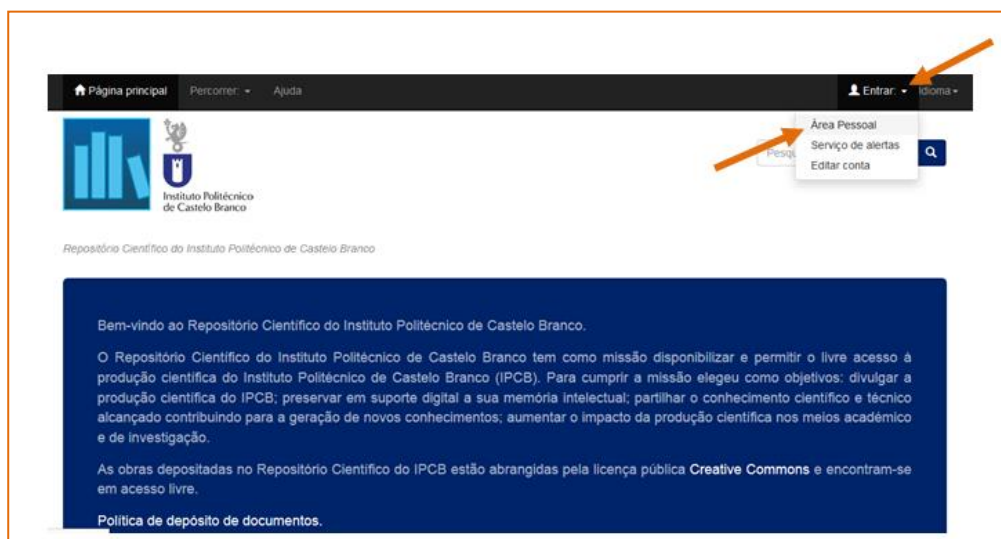 Página principal Percorrer: Ajuda Entrar: Idioma
Área Pessoal
Serviço de alertas
Editar conta
Instituto Politécnico
de Castelo Branco
Repositório Científico do Instituto Politécnico de Castelo Branco
Bem-vindo ao Repositório Científico do Instituto Politécnico de Castelo Branco.
O Repositório Científico do Instituto Politécnico de Castelo Branco tem como missão disponibilizar e permitir o livre acesso à
produção científica do Instituto Politécnico de Castelo Branco (IPCB). Para cumprir a missão elegeu como objetivos: divulgar a
produção científica do IPCB; preservar em suporte digital a sua memória intelectual; partilhar o conhecimento científico e técnico
alcançado contribuindo para a geração de novos conhecimentos; aumentar o impacto da produção científica nos meios académico
e de investigação.
As obras depositadas no Repositório Científico do IPCB estão abrangidas pela licença pública Creative Commons e encontram-se
em acesso livre.
Política de depósito de documentos.